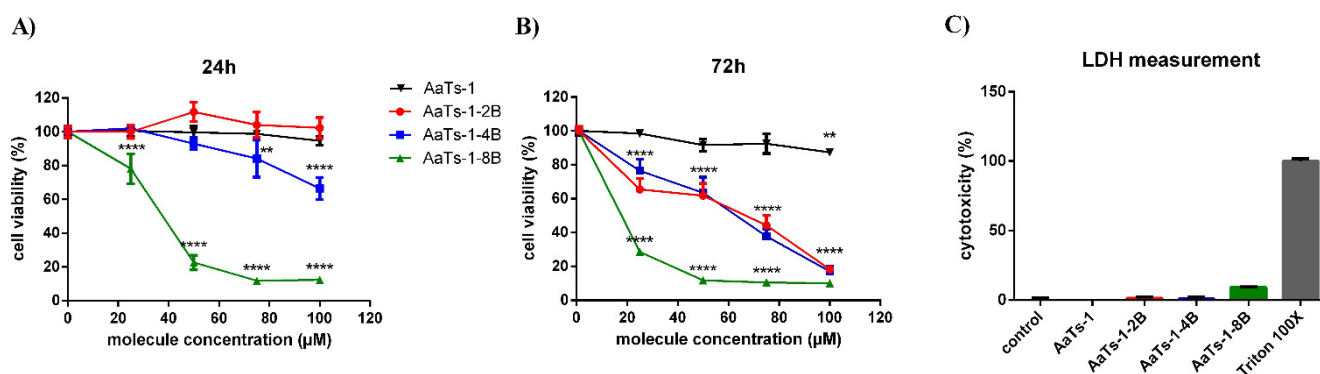 A)
24h
cell viability (%)
120
100
80
60
40
20
0
****
**
****
****
****
****
0 20 40 60 80 100 120
molecule concentration (µM)
AaTs-1
AaTs-1-2B
AaTs-1-4B
AaTs-1-8B
B)
72h
cell viability (%)
120
100
80
60
40
20
0
**
****
****
****
****
****
****
****
****
0 20 40 60 80 100 120
molecule concentration (µM)
C)
LDH measurement
cytotoxicity (%)
150
100
50
0
control
AaTs-1
AaTs-1-2B
AaTs-1-4B
AaTs-1-8B
Triton 100X